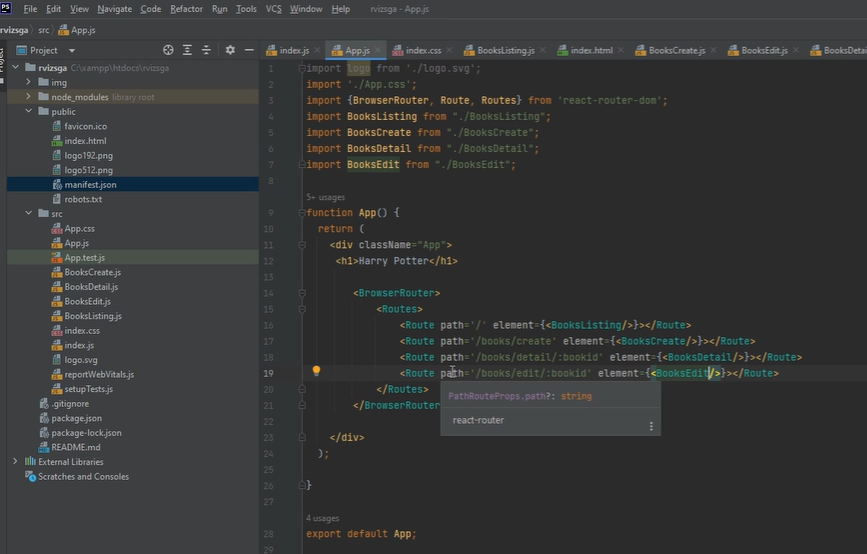 PS File Edit View Navigate Code Refactor Run Tools VCS Window Help rvizsga - App.js
rvizsga src App.js
Project
index.js App.js index.css BooksListing.js index.html BooksCreate.js BooksEdit.js BooksDetai
rvizsga C:\xampp\htdocs\rvizsga
img
node_modules library root
public
favicon.ico
index.html
logo192.png
logo512.png
manifest.json
robots.txt
src
App.css
App.js
App.test.js
BooksCreate.js
BooksDetail.js
BooksEdit.js
BooksListing.js
index.css
index.js
logo.svg
reportWebVitals.js
setupTests.js
.gitignore
package.json
package-lock.json
README.md
External Libraries
Scratches and Consoles
1 import logo from './logo.svg';
2 import './App.css';
3 import {BrowserRouter, Route, Routes} from 'react-router-dom';
4 import BooksListing from "./BooksListing";
5 import BooksCreate from "./BooksCreate";
6 import BooksDetail from "./BooksDetail";
7 import BooksEdit from "./BooksEdit";
8
5+ usages
9 function App() {
10 return (
11 <div className="App">
12 <h1>Harry Potter</h1>
13
14 <BrowserRouter>
15 <Routes>
16 <Route path='/' element={<BooksListing/>}></Route>
17 <Route path='/books/create' element={<BooksCreate/>}></Route>
18 <Route path='/books/detail/:bookid' element={<BooksDetail/>}></Route>
19 <Route path='/books/edit/:bookid' element={<BooksEdit/>}></Route>
20 </Routes>
21 </BrowserRouter
PathRouteProps.path?: string
react-router
22
23 </div>
24 );
25
26 }
27
4 usages
28 export default App;
29